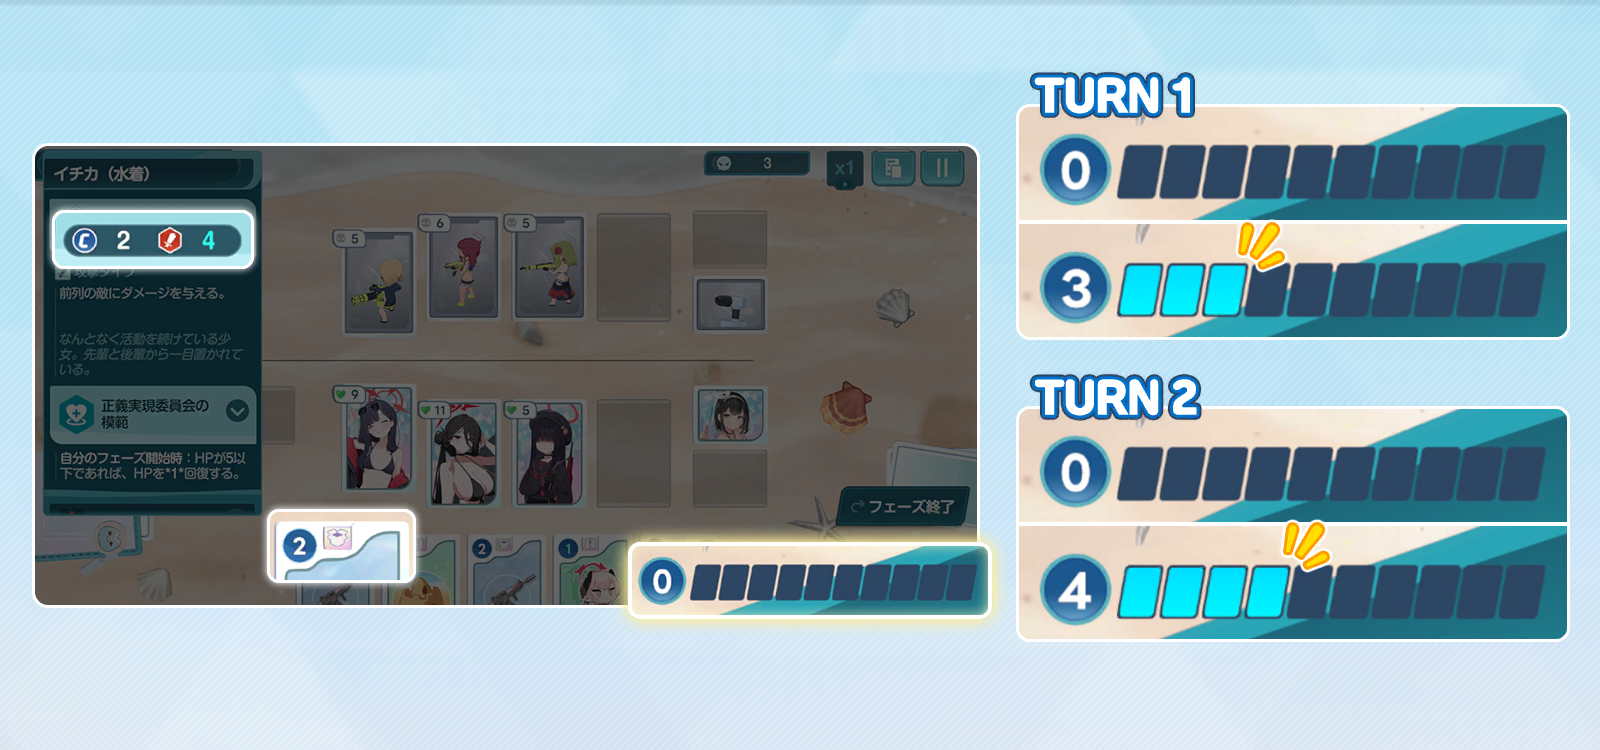 イチカ（水着）
2 4
攻撃タイプ
前列の敵にダメージを与える。
なんとなく活動を続けている少
女。先輩と後輩から一目置かれて
いる。
正義実現委員会の
模範
自分のフェーズ開始時：HPが5以
下であれば、HPを*1*回復する。
3
x1
5
6
5
9
11
5
フェーズ終了
2
2
1
0
TURN 1
0
3
TURN 2
0
4